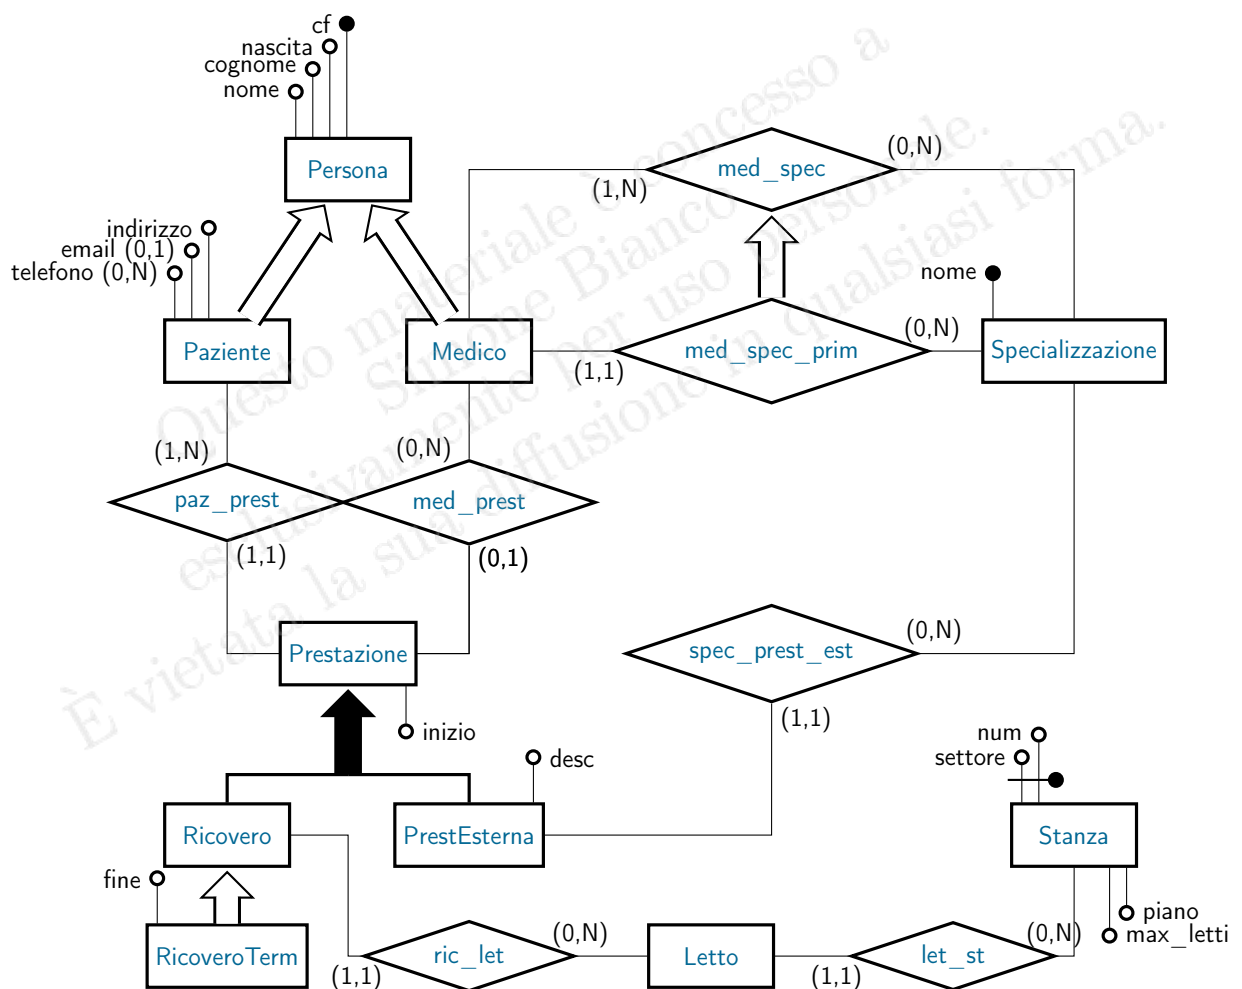 cf
nascita
cognome
nome
Persona
med_spec
(0,N)
(1,N)
indirizzo
email (0,1)
telefono (0,N)
nome
Paziente
Medico
med_spec_prim
(0,N)
(1,1)
Specializzazione
(1,N)
(0,N)
paz_prest
med_prest
(1,1)
(0,1)
Prestazione
spec_prest_est
(0,N)
(1,1)
inizio
desc
num
settore
Ricovero
PrestEsterna
Stanza
fine
piano
max_letti
RicoveroTerm
(1,1)
ric_let
(0,N)
Letto
(1,1)
let_st
(0,N)
Questo materiale è concesso a
Simone Bianco
esclusivamente per uso personale.
È vietata la sua diffusione in qualsiasi forma.